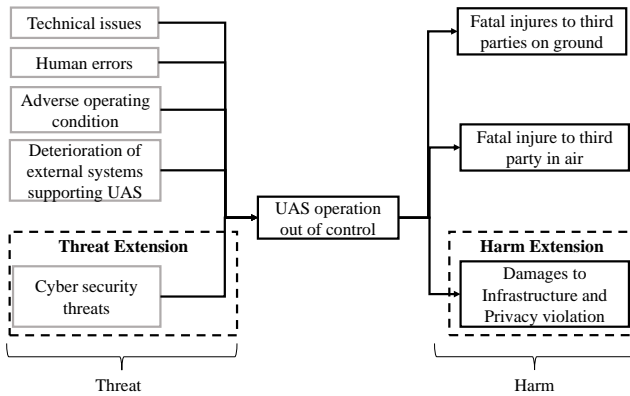 Technical issues
Human errors
Adverse operating
condition
Deterioration of
external systems
supporting UAS
Threat Extension
Cyber security
threats
Threat
UAS operation
out of control
Fatal injures to third
parties on ground
Fatal injure to third
party in air
Harm Extension
Damages to
Infrastructure and
Privacy violation
Harm